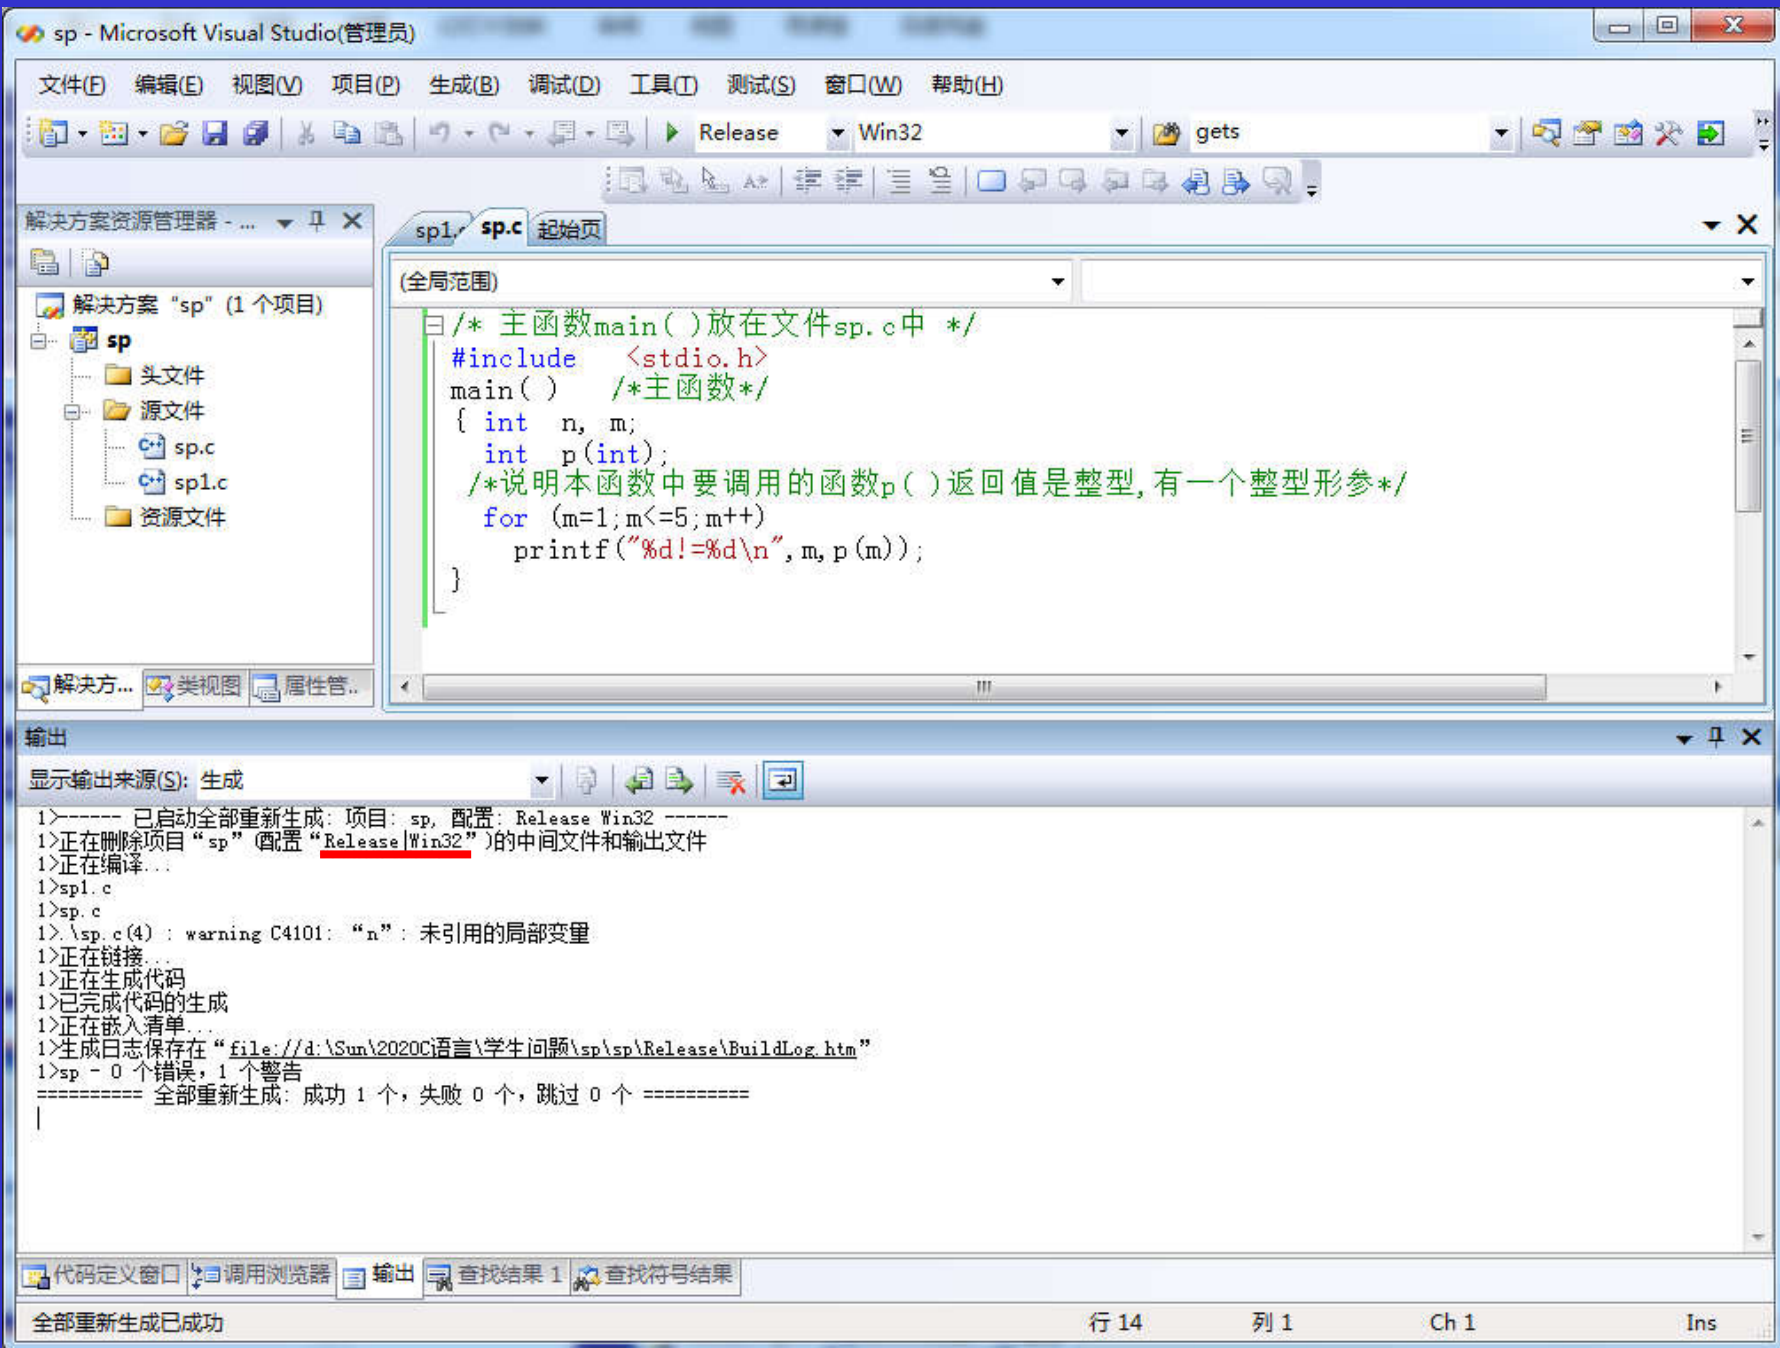 sp - Microsoft Visual Studio(管理员)
文件(F) 编辑(E) 视图(V) 项目(P) 生成(B) 调试(D) 工具(T) 测试(S) 窗口(W) 帮助(H)
Release Win32 gets
解决方案资源管理器 - ...
解决方案 “sp” (1 个项目)
sp
头文件
源文件
sp.c
sp1.c
资源文件
解决方... 类视图 属性管..
sp1. sp.c 起始页
(全局范围)
/* 主函数main( )放在文件sp.c中 */
#include <stdio.h>
main( ) /*主函数*/
{ int n, m;
int p(int);
/*说明本函数中要调用的函数p( )返回值是整型,有一个整型形参*/
for (m=1;m<=5;m++)
printf("%d!=%d\n",m,p(m));
}
输出
显示输出来源(S): 生成
1>------ 已启动全部重新生成: 项目: sp, 配置: Release Win32 ------
1>正在删除项目“sp”(配置“Release|Win32”)的中间文件和输出文件
1>正在编译...
1>sp1.c
1>sp.c
1>.\sp.c(4) : warning C4101: “n”: 未引用的局部变量
1>正在链接...
1>正在生成代码
1>已完成代码的生成
1>正在嵌入清单...
1>生成日志保存在“file://d:\Sun\2020C语言\学生问题\sp\sp\Release\BuildLog.htm”
1>sp - 0 个错误，1 个警告
========== 全部重新生成: 成功 1 个，失败 0 个，跳过 0 个 ==========
代码定义窗口 调用浏览器 输出 查找结果 1 查找符号结果
全部重新生成已成功 行 14 列 1 Ch 1 Ins